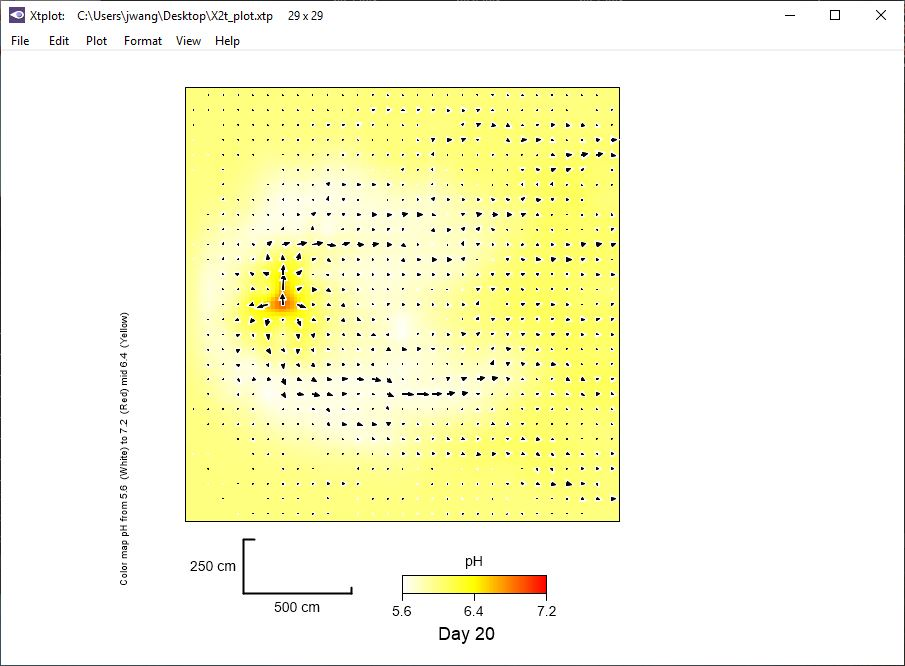 Xtplot: C:\Users\jwang\Desktop\X2t_plot.xtp 29 x 29
File Edit Plot Format View Help
Color map pH from 5.6 (White) to 7.2 (Red) mid 6.4 (Yellow)
250 cm
500 cm
pH
5.6 6.4 7.2
Day 20